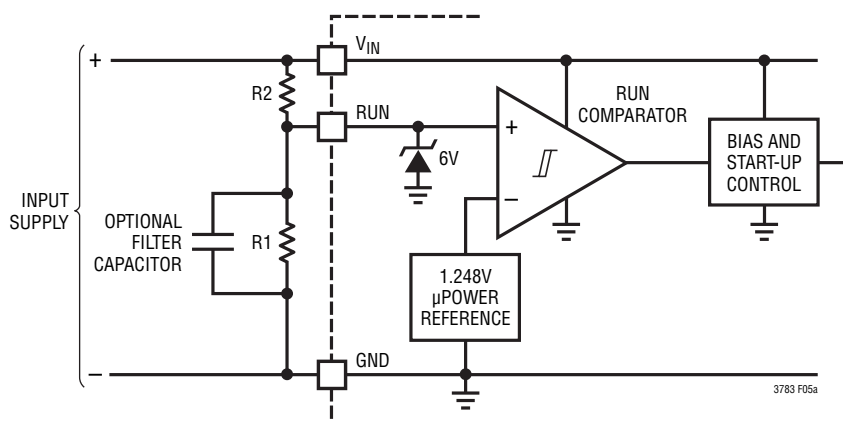 +
V_IN
R2
RUN
RUN
COMPARATOR
+
6V
BIAS AND
START-UP
CONTROL
INPUT
SUPPLY
OPTIONAL
FILTER
CAPACITOR
R1
–
1.248V
µPOWER
REFERENCE
GND
–
3783 F05a